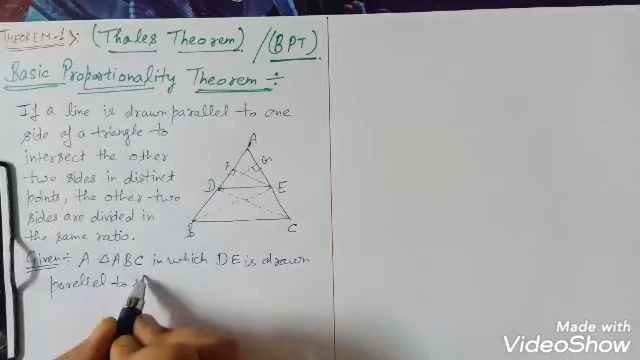 THEOREM-1 :-
(Thales Theorem) / (BPT)
Basic Proportionality Theorem :-
If a line is drawn parallel to one
side of a triangle to
intersect the other
two sides in distinct
points, the other two
sides are divided in
the same ratio.
A
F
G
D
E
B
C
Given :- A △ABC in which DE is drawn
parellel to
Made with
VideoShow